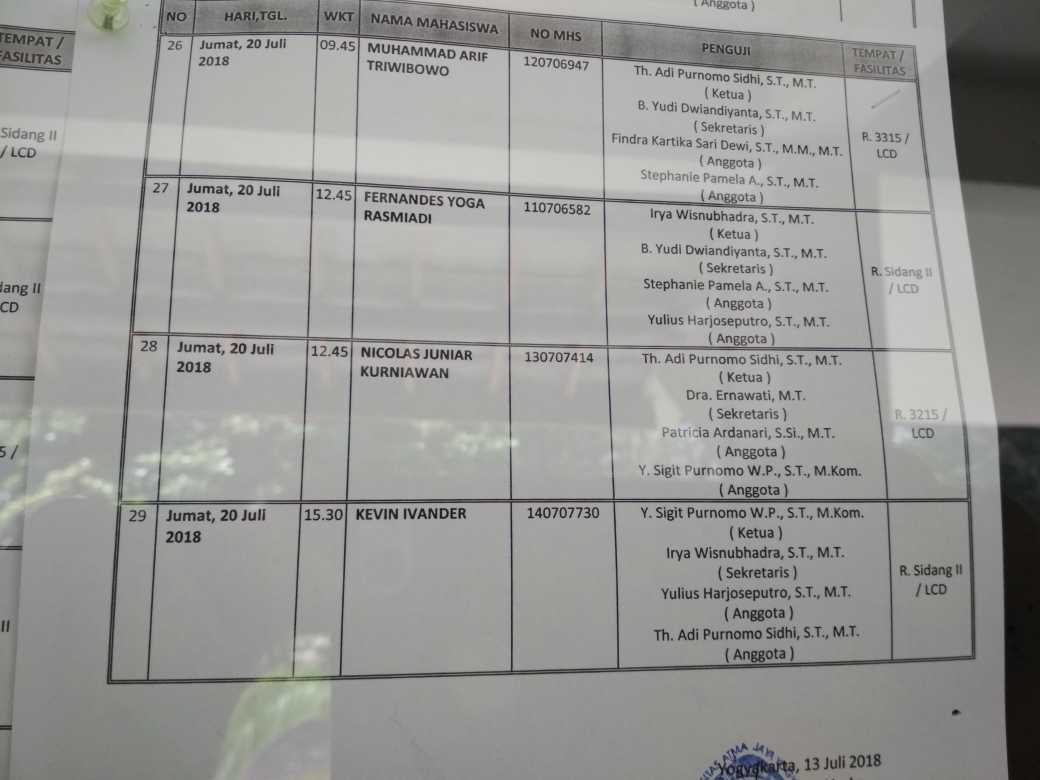 ( Anggota )
TEMPAT /
FASILITAS
Sidang II
/ LCD
dang II
CD
5 /
II
NO HARI,TGL. WKT NAMA MAHASISWA NO MHS PENGUJI TEMPAT / FASILITAS
26 Jumat, 20 Juli 2018 09.45 MUHAMMAD ARIF TRIWIBOWO 120706947
Th. Adi Purnomo Sidhi, S.T., M.T.
( Ketua )
B. Yudi Dwiandiyanta, S.T., M.T.
( Sekretaris )
Findra Kartika Sari Dewi, S.T., M.M., M.T.
( Anggota )
Stephanie Pamela A., S.T., M.T.
( Anggota )
R. 3315 /
LCD
27 Jumat, 20 Juli 2018 12.45 FERNANDES YOGA RASMIADI 110706582
Irya Wisnubhadra, S.T., M.T.
( Ketua )
B. Yudi Dwiandiyanta, S.T., M.T.
( Sekretaris )
Stephanie Pamela A., S.T., M.T.
( Anggota )
Yulius Harjoseputro, S.T., M.T.
( Anggota )
R. Sidang II
/ LCD
28 Jumat, 20 Juli 2018 12.45 NICOLAS JUNIAR KURNIAWAN 130707414
Th. Adi Purnomo Sidhi, S.T., M.T.
( Ketua )
Dra. Ernawati, M.T.
( Sekretaris )
Patricia Ardanari, S.Si., M.T.
( Anggota )
Y. Sigit Purnomo W.P., S.T., M.Kom.
( Anggota )
R. 3215 /
LCD
29 Jumat, 20 Juli 2018 15.30 KEVIN IVANDER 140707730
Y. Sigit Purnomo W.P., S.T., M.Kom.
( Ketua )
Irya Wisnubhadra, S.T., M.T.
( Sekretaris )
Yulius Harjoseputro, S.T., M.T.
( Anggota )
Th. Adi Purnomo Sidhi, S.T., M.T.
( Anggota )
R. Sidang II
/ LCD
ATMA JAYA
Yogyakarta, 13 Juli 2018